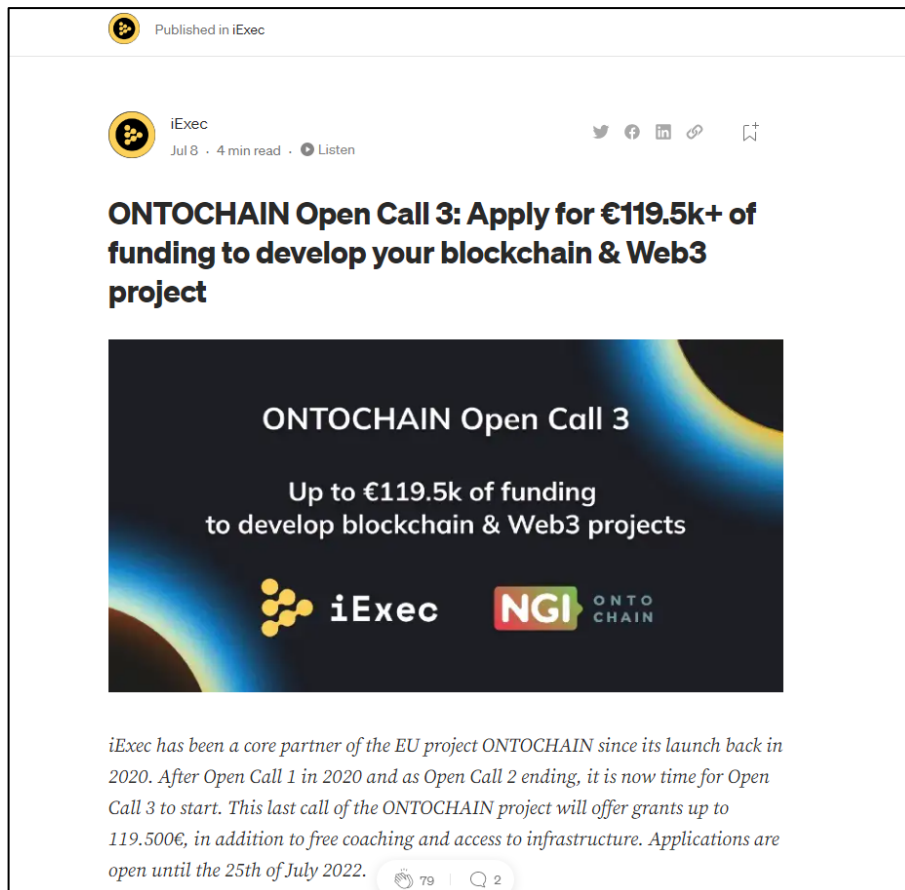 Published in iExec
iExec
Jul 8 · 4 min read · Listen
ONTOCHAIN Open Call 3: Apply for €119.5k+ of
funding to develop your blockchain & Web3
project
ONTOCHAIN Open Call 3
Up to €119.5k of funding
to develop blockchain & Web3 projects
iExec
NGI ONTO
CHAIN
iExec has been a core partner of the EU project ONTOCHAIN since its launch back in
2020. After Open Call 1 in 2020 and as Open Call 2 ending, it is now time for Open
Call 3 to start. This last call of the ONTOCHAIN project will offer grants up to
119.500€, in addition to free coaching and access to infrastructure. Applications are
open until the 25th of July 2022.
79 2